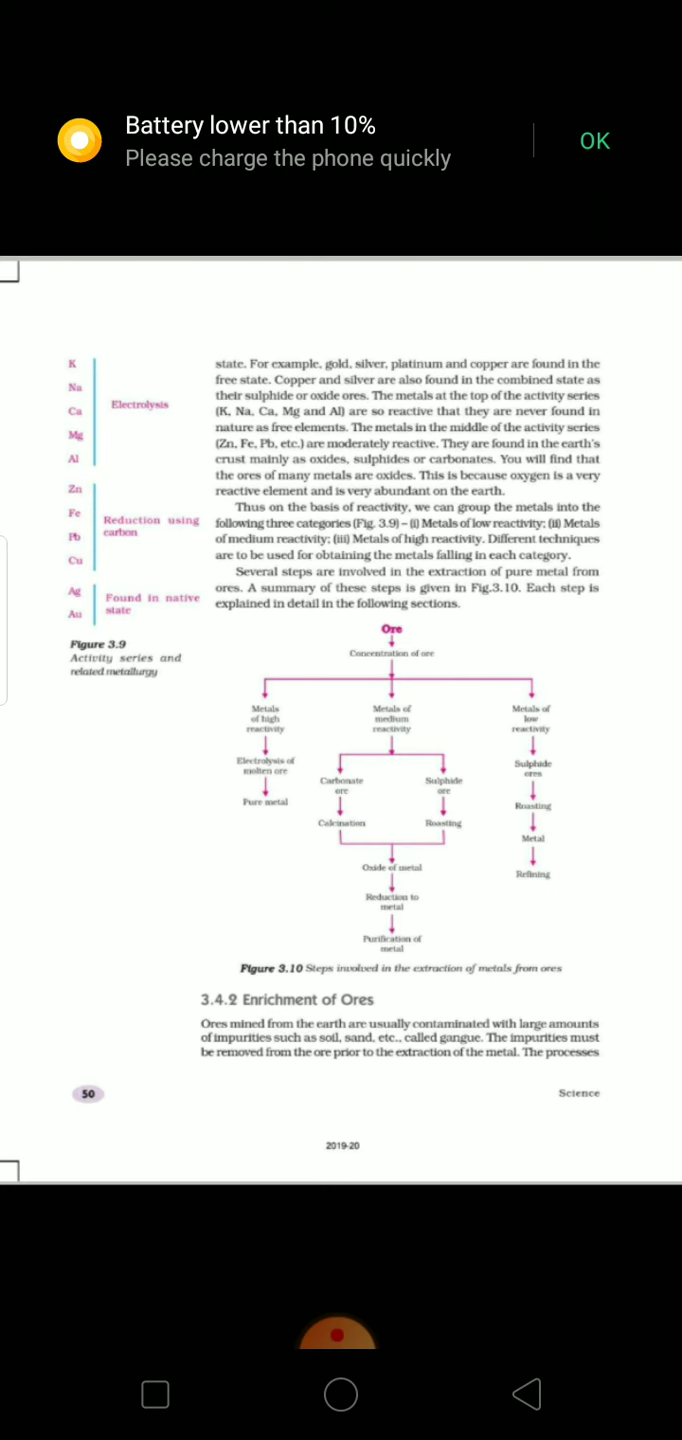 Battery lower than 10%
Please charge the phone quickly
OK
K
Na
Ca
Mg
Al
Electrolysis
Zn
Fe
Pb
Cu
Reduction using
carbon
Ag
Au
Found in native
state
Figure 3.9
Activity series and
related metallurgy
state. For example, gold, silver, platinum and copper are found in the
free state. Copper and silver are also found in the combined state as
their sulphide or oxide ores. The metals at the top of the activity series
(K, Na, Ca, Mg and Al) are so reactive that they are never found in
nature as free elements. The metals in the middle of the activity series
(Zn, Fe, Pb, etc.) are moderately reactive. They are found in the earth's
crust mainly as oxides, sulphides or carbonates. You will find that
the ores of many metals are oxides. This is because oxygen is a very
reactive element and is very abundant on the earth.
Thus on the basis of reactivity, we can group the metals into the
following three categories (Fig. 3.9) – (i) Metals of low reactivity; (ii) Metals
of medium reactivity; (iii) Metals of high reactivity. Different techniques
are to be used for obtaining the metals falling in each category.
Several steps are involved in the extraction of pure metal from
ores. A summary of these steps is given in Fig.3.10. Each step is
explained in detail in the following sections.
Ore
Concentration of ore
Metals
of high
reactivity
Electrolysis of
molten ore
Pure metal
Metals of
medium
reactivity
Carbonate
ore
Calcination
Sulphide
ore
Roasting
Oxide of metal
Reduction to
metal
Purification of
metal
Metals of
low
reactivity
Sulphide
ores
Roasting
Metal
Refining
Figure 3.10 Steps involved in the extraction of metals from ores
3.4.2 Enrichment of Ores
Ores mined from the earth are usually contaminated with large amounts
of impurities such as soil, sand, etc., called gangue. The impurities must
be removed from the ore prior to the extraction of the metal. The processes
50
Science
2019-20